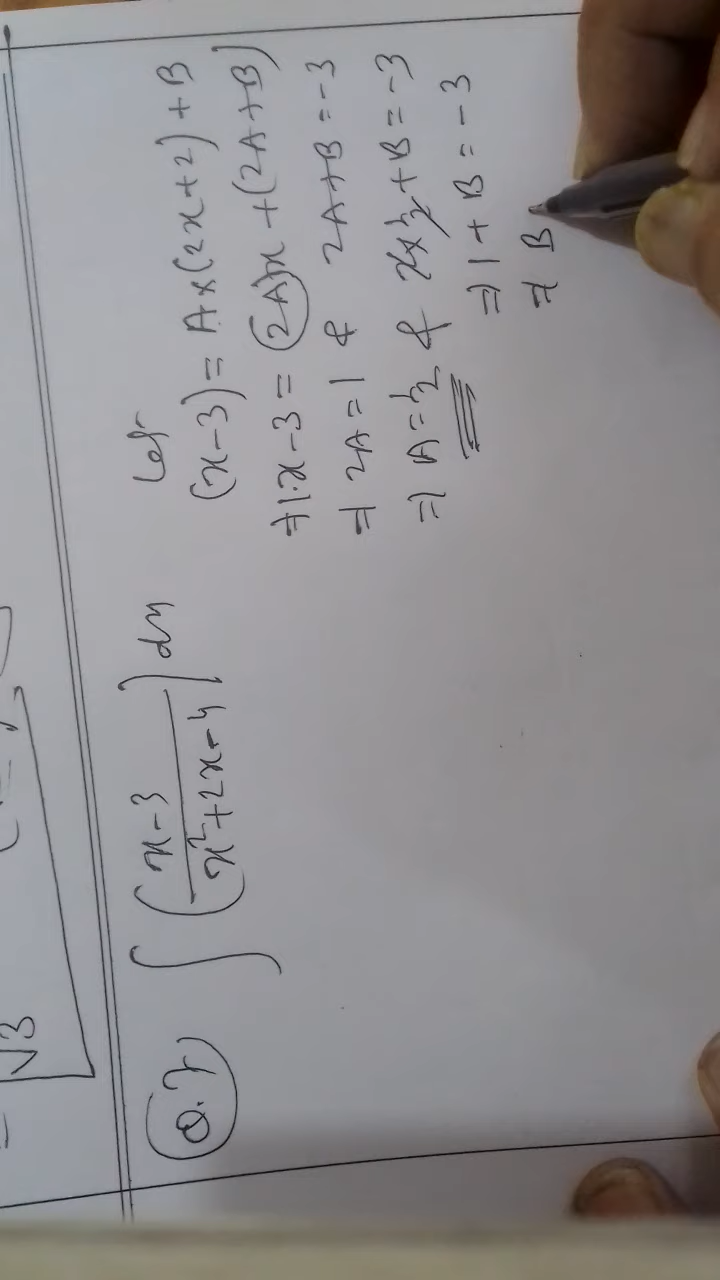 = √3
Q.7 ∫ (x-3 / x²+2x-4) dx
Let
(x-3) = A×(2x+2)+B
⇒ 1·x-3 = (2A)x+(2A+B)
⇒ 2A=1 & 2A+B=-3
⇒ A=1/2 & 2×1/2+B=-3
⇒ 1+B=-3
⇒ B